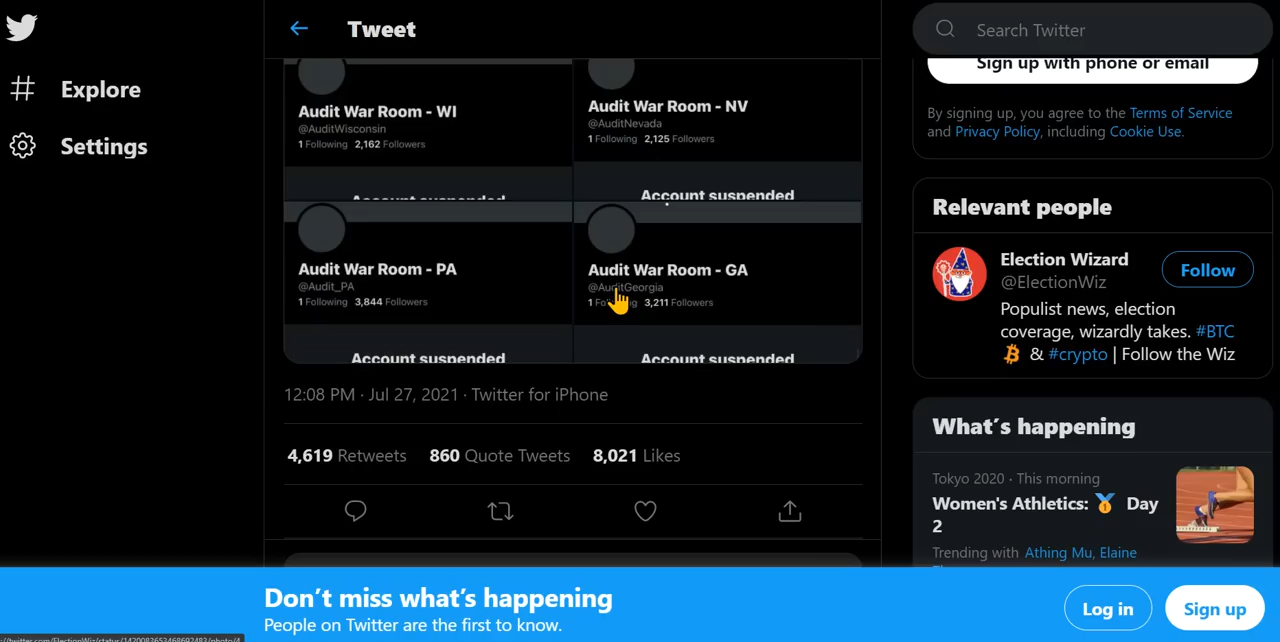 Tweet
Search Twitter
Explore
Settings
Audit War Room - WI
@AuditWisconsin
1 Following 2,162 Followers
Account suspended
Audit War Room - NV
@AuditNevada
1 Following 2,125 Followers
Account suspended
Audit War Room - PA
@Audit_PA
1 Following 3,844 Followers
Account suspended
Audit War Room - GA
@AuditGeorgia
1 Following 3,211 Followers
Account suspended
12:08 PM · Jul 27, 2021 · Twitter for iPhone
4,619 Retweets 860 Quote Tweets 8,021 Likes
Sign up with phone or email
By signing up, you agree to the Terms of Service
and Privacy Policy, including Cookie Use.
Relevant people
Election Wizard
@ElectionWiz
Follow
Populist news, election
coverage, wizardly takes. #BTC
& #crypto | Follow the Wiz
What's happening
Tokyo 2020 · This morning
Women's Athletics: 🏅 Day
2
Trending with Athing Mu, Elaine
Don't miss what's happening
People on Twitter are the first to know.
Log in
Sign up